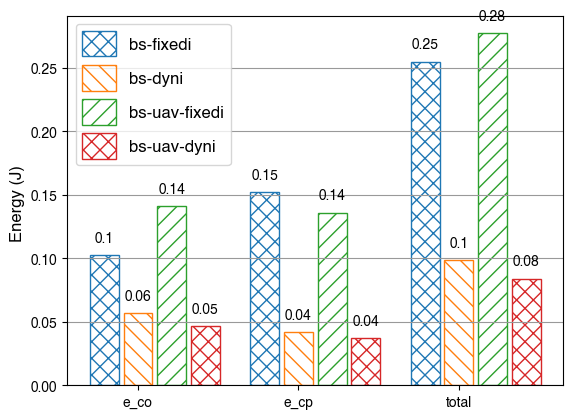 0.28
0.25
0.25
bs-fixedi
bs-dyni
bs-uav-fixedi
bs-uav-dyni
0.20
0.15
0.15
0.14
0.14
0.10
0.1
0.1
0.08
0.06
0.05
0.05
0.04
0.04
0.00
Energy (J)
e_co
e_cp
total